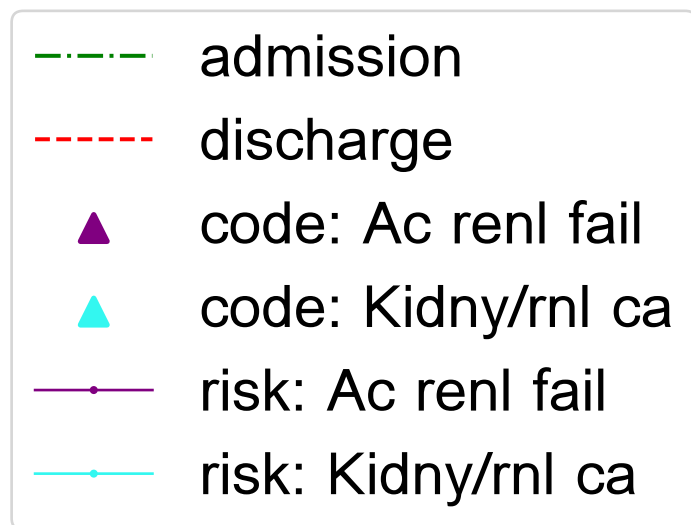 admission
discharge
code: Ac renl fail
code: Kidny/rnl ca
risk: Ac renl fail
risk: Kidny/rnl ca